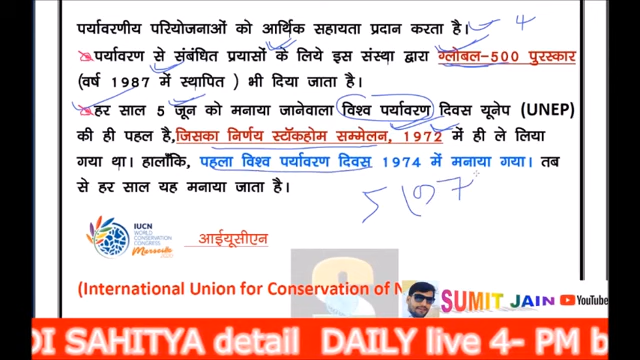 पर्यावरणीय परियोजनाओं को आर्थिक सहायता प्रदान करता है।
4
पर्यावरण से संबंधित प्रयासों के लिये इस संस्था द्वारा ग्लोबल-500 पुरस्कार
(वर्ष 1987 में स्थापित ) भी दिया जाता है।
हर साल 5 जून को मनाया जानेवाला विश्व पर्यावरण दिवस यूनेप (UNEP)
की ही पहल है, जिसका निर्णय स्टॉकहोम सम्मेलन, 1972 में ही ले लिया
गया था। हालाँकि, पहला विश्व पर्यावरण दिवस 1974 में मनाया गया। तब
से हर साल यह मनाया जाता है।
IUCN
WORLD
CONSERVATION
CONGRESS
Marseille
आईयूसीएन
(International Union for Conservation of N
SUMIT JAIN YouTube
DI SAHITYA detail DAILY live 4- PM b